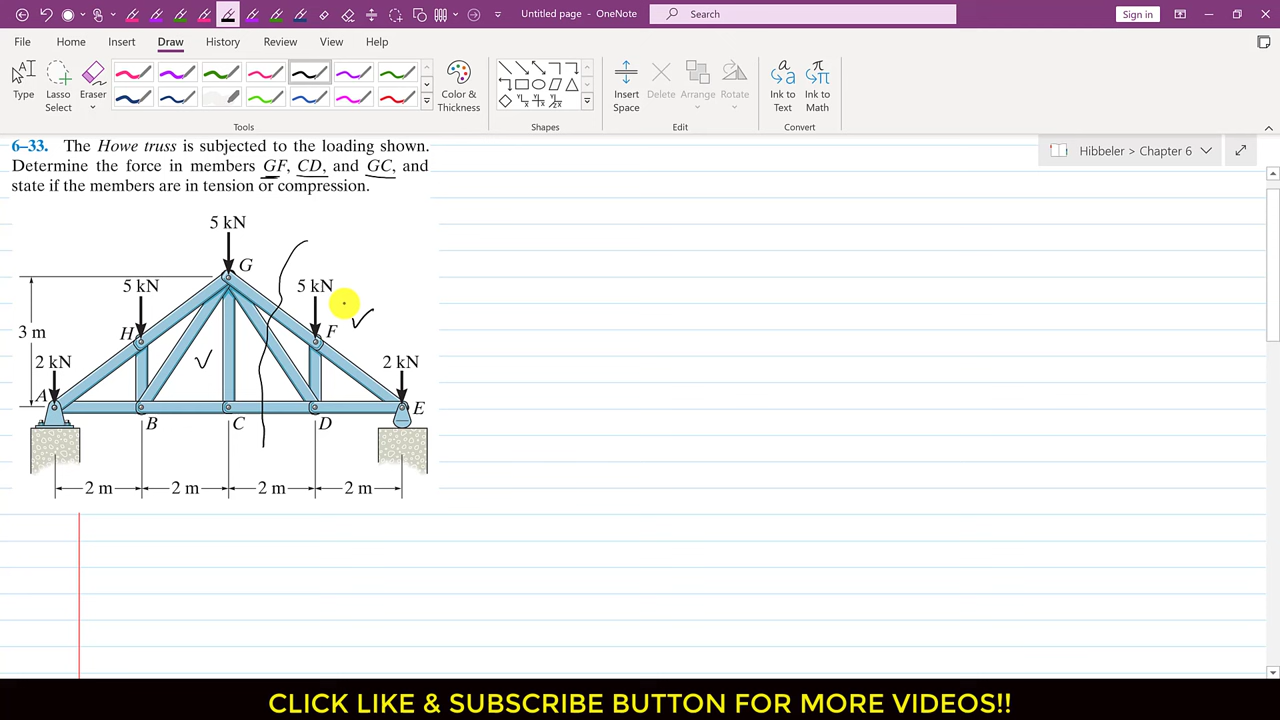 Untitled page - OneNote
Search
Sign in
File Home Insert Draw History Review View Help
Type
Lasso Select
Eraser
Color & Thickness
Insert Space
Delete
Arrange
Rotate
Ink to Text
Ink to Math
Tools
Shapes
Edit
Convert
6–33. The Howe truss is subjected to the loading shown.
Determine the force in members GF, CD, and GC, and
state if the members are in tension or compression.
Hibbeler > Chapter 6
5 kN
G
5 kN
5 kN
H
F
3 m
2 kN
2 kN
A
E
B
C
D
2 m
2 m
2 m
2 m
CLICK LIKE & SUBSCRIBE BUTTON FOR MORE VIDEOS!!